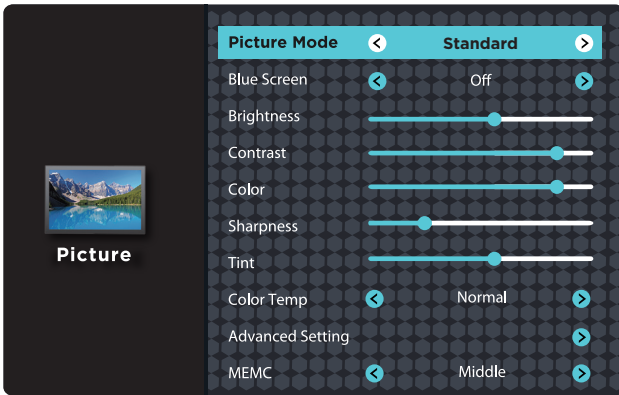 Picture Mode Standard
Blue Screen Off
Brightness
Contrast
Color
Sharpness
Picture
Tint
Color Temp Normal
Advanced Setting
MEMC Middle